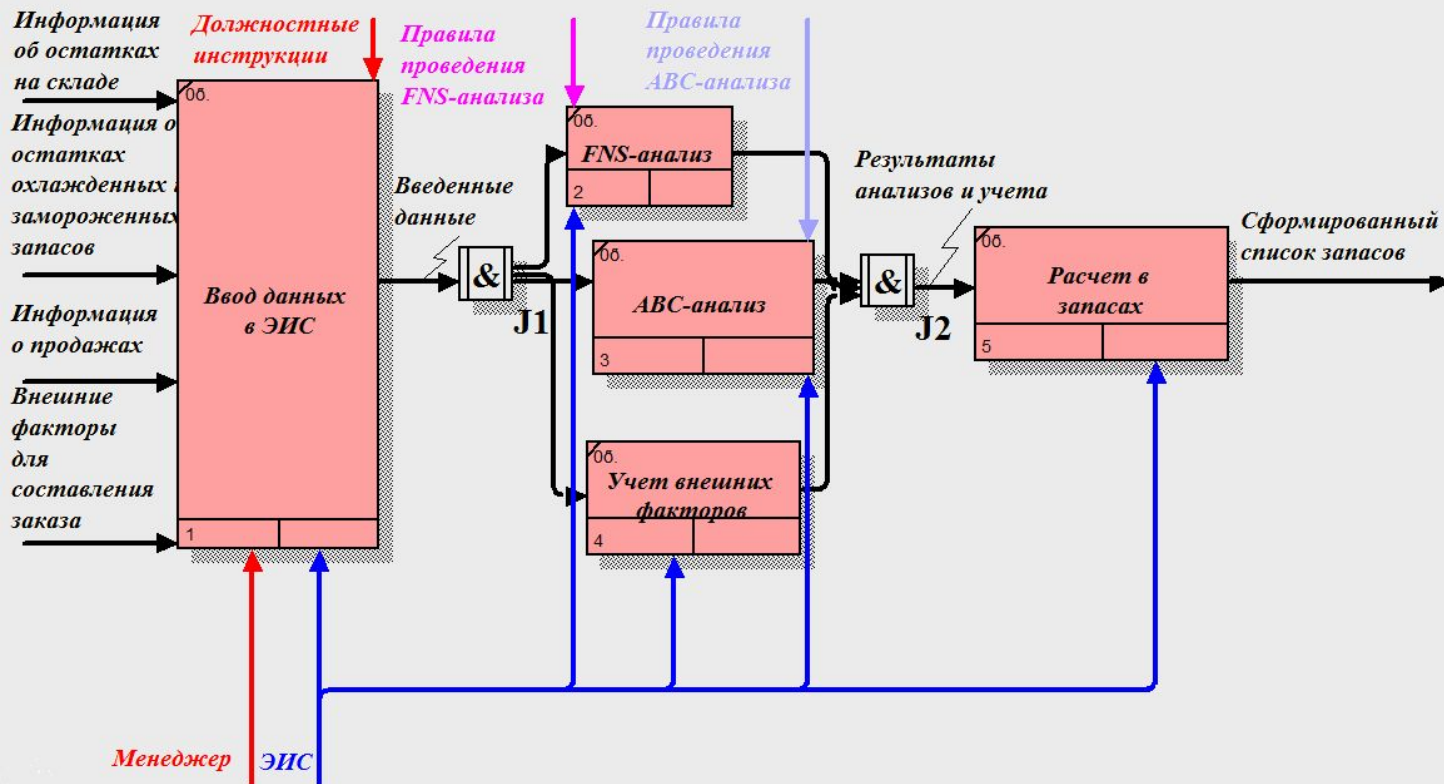 Информация
об остатках
на складе
Информация о
остатках
охлажденных
замороженных
запасов
Информация
о продажах
Внешние
факторы
для
составления
заказа
Должностные
инструкции
0б.
Ввод данных
в ЭИС
1
Менеджер
ЭИС
Введенные
данные
&
J1
Правила
проведения
FNS-анализа
0б.
FNS-анализ
2
Правила
проведения
ABC-анализа
0б.
ABC-анализ
3
0б.
Учет внешних
факторов
4
&
J2
Результаты
анализов и учета
0б.
Расчет в
запасах
5
Сформированный
список запасов